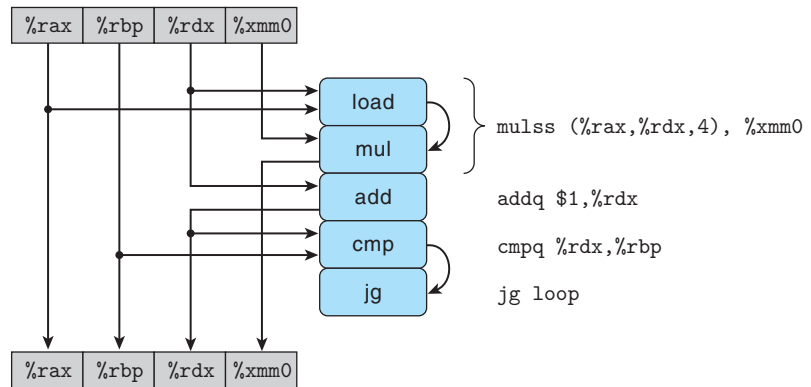 %rax %rbp %rdx %xmm0
load
mulss (%rax,%rdx,4), %xmm0
mul
add addq $1,%rdx
cmp cmpq %rdx,%rbp
jg jg loop
%rax %rbp %rdx %xmm0